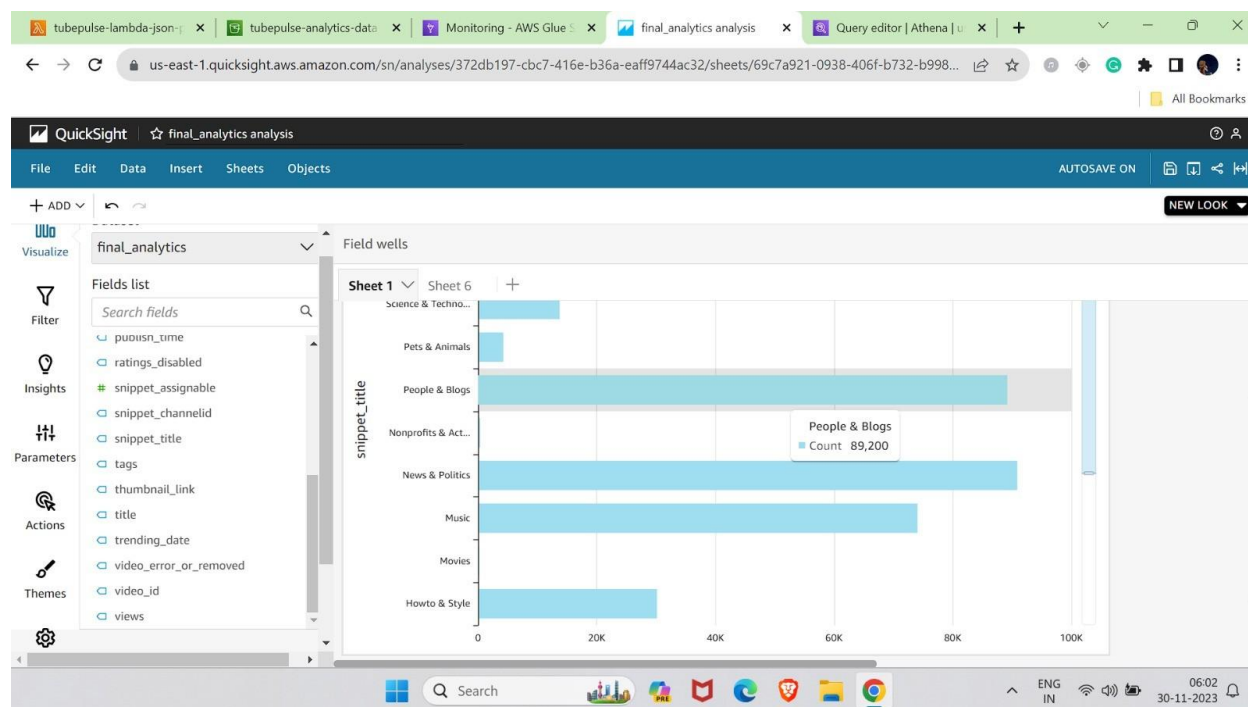 tubepulse-lambda-json-p
tubepulse-analytics-data
Monitoring - AWS Glue S
final_analytics analysis
Query editor | Athena | u
us-east-1.quicksight.aws.amazon.com/sn/analyses/372db197-cbc7-416e-b36a-eaff9744ac32/sheets/69c7a921-0938-406f-b732-b998...
All Bookmarks
QuickSight
final_analytics analysis
File Edit Data Insert Sheets Objects
AUTOSAVE ON
+ ADD
NEW LOOK
Visualize
Filter
Insights
Parameters
Actions
Themes
final_analytics
Fields list
Search fields
publish_time
ratings_disabled
# snippet_assignable
snippet_channelid
snippet_title
tags
thumbnail_link
title
trending_date
video_error_or_removed
video_id
views
Field wells
Sheet 1 Sheet 6 +
snippet_title
Science & Techno...
Pets & Animals
People & Blogs
Nonprofits & Act...
News & Politics
Music
Movies
Howto & Style
People & Blogs
Count 89,200
0 20K 40K 60K 80K 100K
Search
PRE
ENG
IN
06:02
30-11-2023